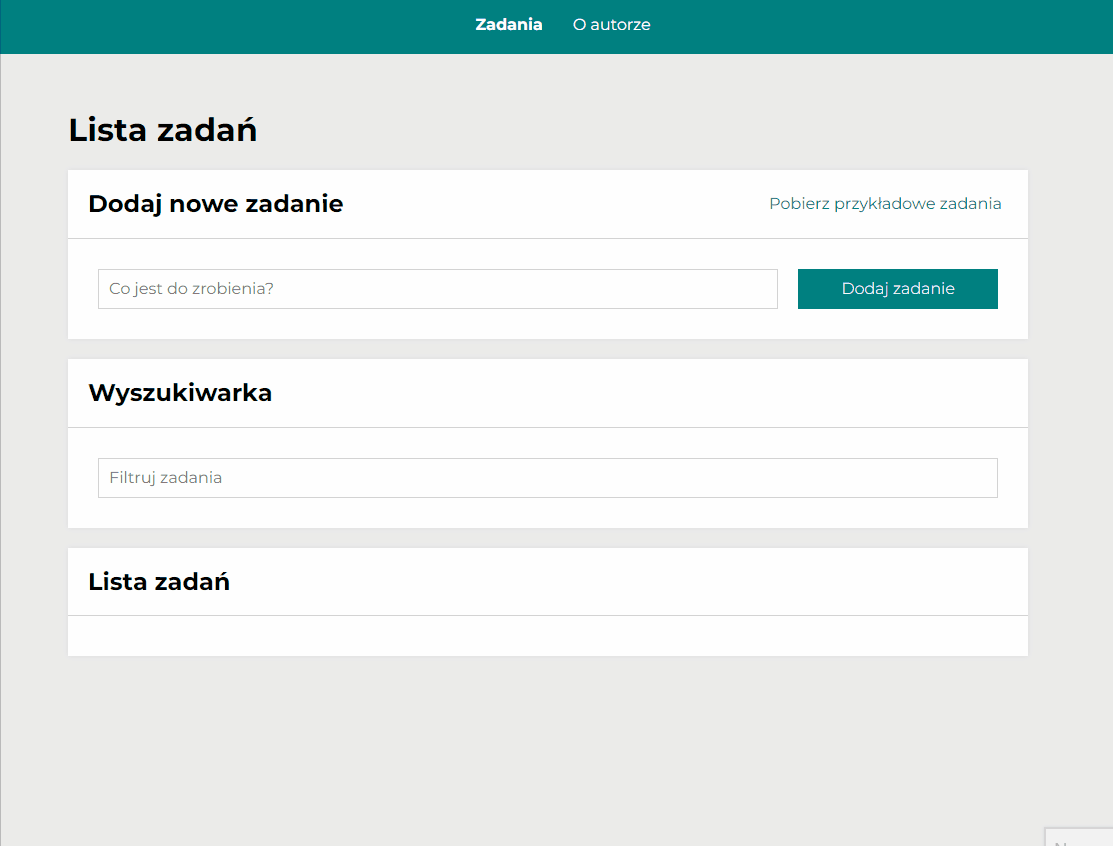 Zadania O autorze
Lista zadań
Dodaj nowe zadanie Pobierz przykładowe zadania
Co jest do zrobienia? Dodaj zadanie
Wyszukiwarka
Filtruj zadania
Lista zadań